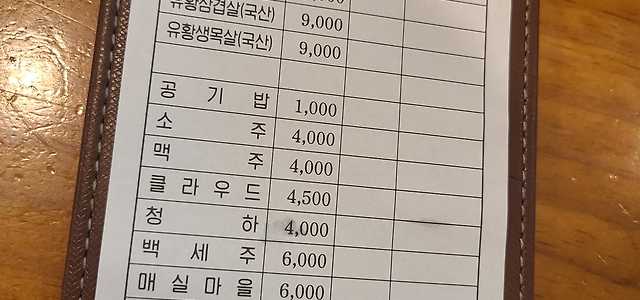 유황삼겹살(국산) 9,000
유황생목살(국산) 9,000
공 기 밥 1,000
소 주 4,000
맥 주 4,000
클 라 우 드 4,500
청 하 4,000
백 세 주 6,000
매 실 마 을 6,000